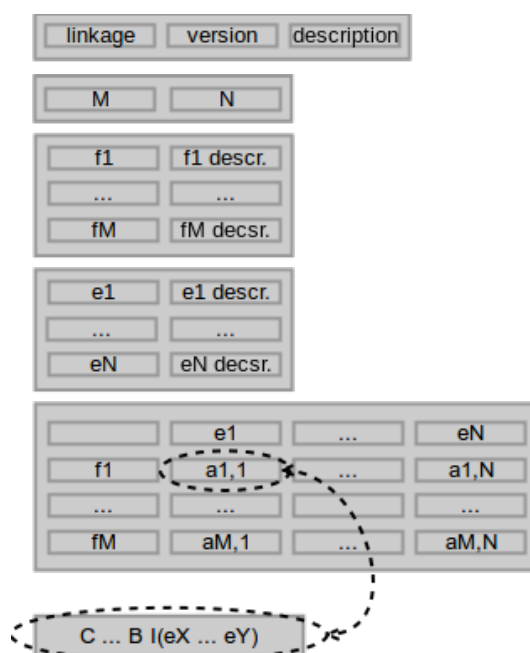 linkage version description
M N
f1 f1 descr.
... ...
fM fM decsr.
e1 e1 descr.
... ...
eN eN decsr.
e1 ... eN
f1 a1,1 ... a1,N
... ... ...
fM aM,1 ... aM,N
C ... B I(eX ... eY)